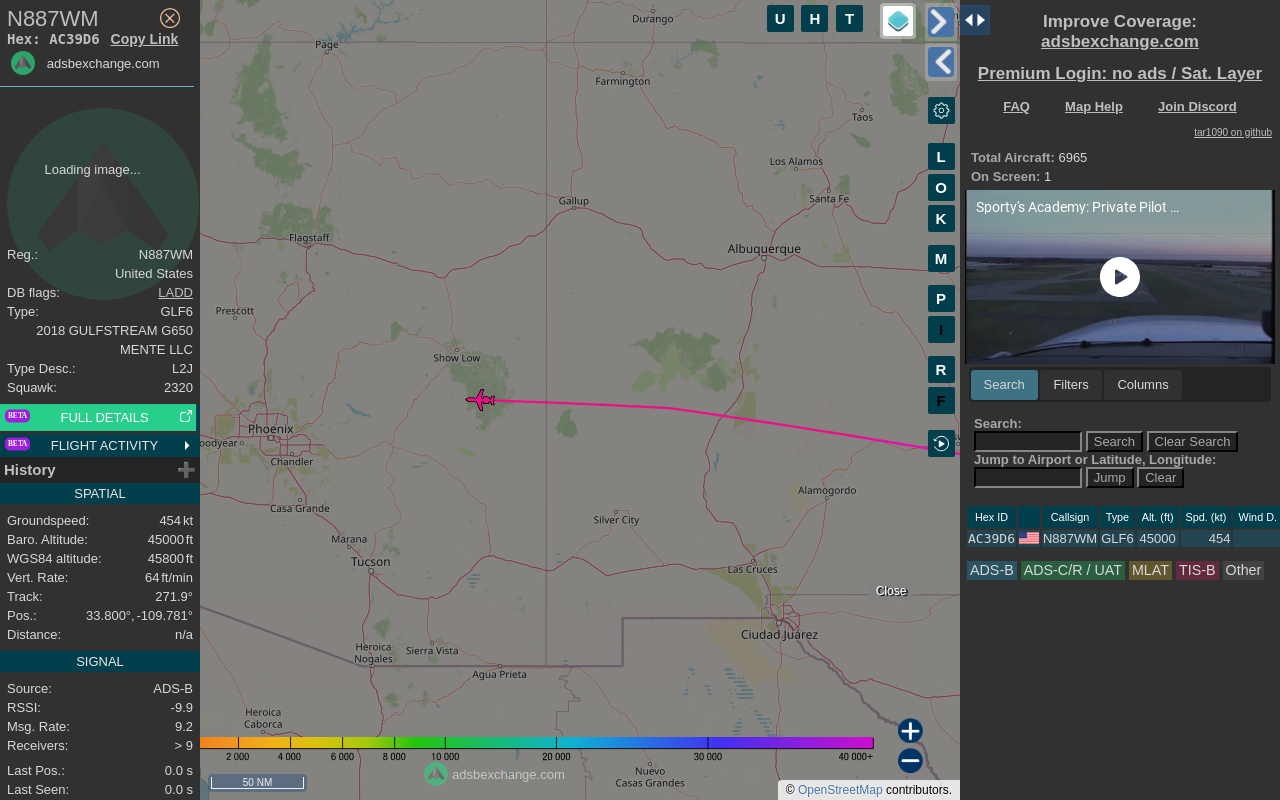 N887WM
Hex: AC39D6 Copy Link
adsbexchange.com
Loading image...
Reg.: N887WM
United States
DB flags: LADD
Type: GLF6
2018 GULFSTREAM G650
MENTE LLC
Type Desc.: L2J
Squawk: 2320
BETA FULL DETAILS
BETA FLIGHT ACTIVITY
History
SPATIAL
Groundspeed: 454 kt
Baro. Altitude: 45000 ft
WGS84 altitude: 45800 ft
Vert. Rate: 64 ft/min
Track: 271.9°
Pos.: 33.800°, -109.781°
Distance: n/a
SIGNAL
Source: ADS-B
RSSI: -9.9
Msg. Rate: 9.2
Receivers: > 9
Last Pos.: 0.0 s
Last Seen: 0.0 s
U H T
Durango
Page
Farmington
Taos
Los Alamos
Santa Fe
Gallup
Flagstaff
Albuquerque
Prescott
Show Low
Phoenix
oodyear
Chandler
Casa Grande
Alamogordo
Silver City
Marana
Tucson
Las Cruces
Close
Ciudad Juárez
Heroica
Nogales
Sierra Vista
Agua Prieta
Heroica
Caborca
Nuevo
Casas Grandes
L
O
K
M
P
I
R
F
2 000 4 000 6 000 8 000 10 000 20 000 30 000 40 000+
adsbexchange.com
50 NM
© OpenStreetMap contributors.
Improve Coverage:
adsbexchange.com
Premium Login: no ads / Sat. Layer
FAQ Map Help Join Discord
tar1090 on github
Total Aircraft: 6965
On Screen: 1
Sporty's Academy: Private Pilot ...
Search Filters Columns
Search:
Search Clear Search
Jump to Airport or Latitude, Longitude:
Jump Clear
Hex ID Callsign Type Alt. (ft) Spd. (kt) Wind D.
AC39D6 N887WM GLF6 45000 454
ADS-B ADS-C/R / UAT MLAT TIS-B Other